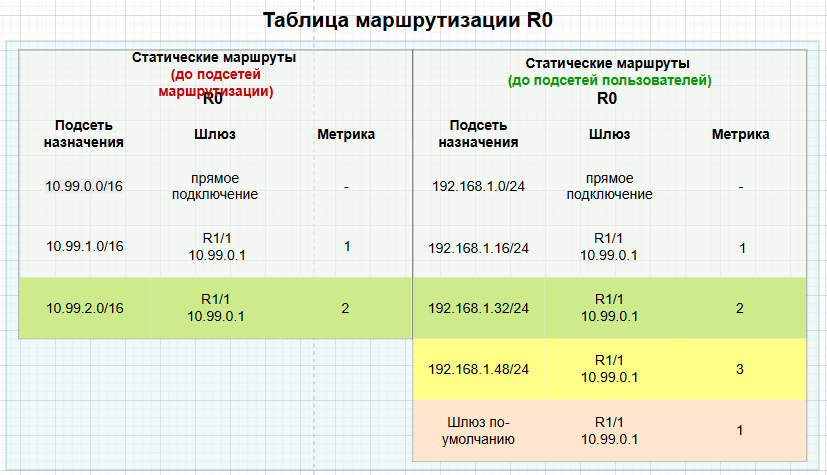 Таблица маршрутизации R0
Статические маршруты
(до подсетей
маршрутизации)
R0
Подсеть
назначения
Шлюз
Метрика
10.99.0.0/16
прямое
подключение
-
10.99.1.0/16
R1/1
10.99.0.1
1
10.99.2.0/16
R1/1
10.99.0.1
2
Статические маршруты
(до подсетей пользователей)
R0
Подсеть
назначения
Шлюз
Метрика
192.168.1.0/24
прямое
подключение
-
192.168.1.16/24
R1/1
10.99.0.1
1
192.168.1.32/24
R1/1
10.99.0.1
2
192.168.1.48/24
R1/1
10.99.0.1
3
Шлюз по-
умолчанию
R1/1
10.99.0.1
1